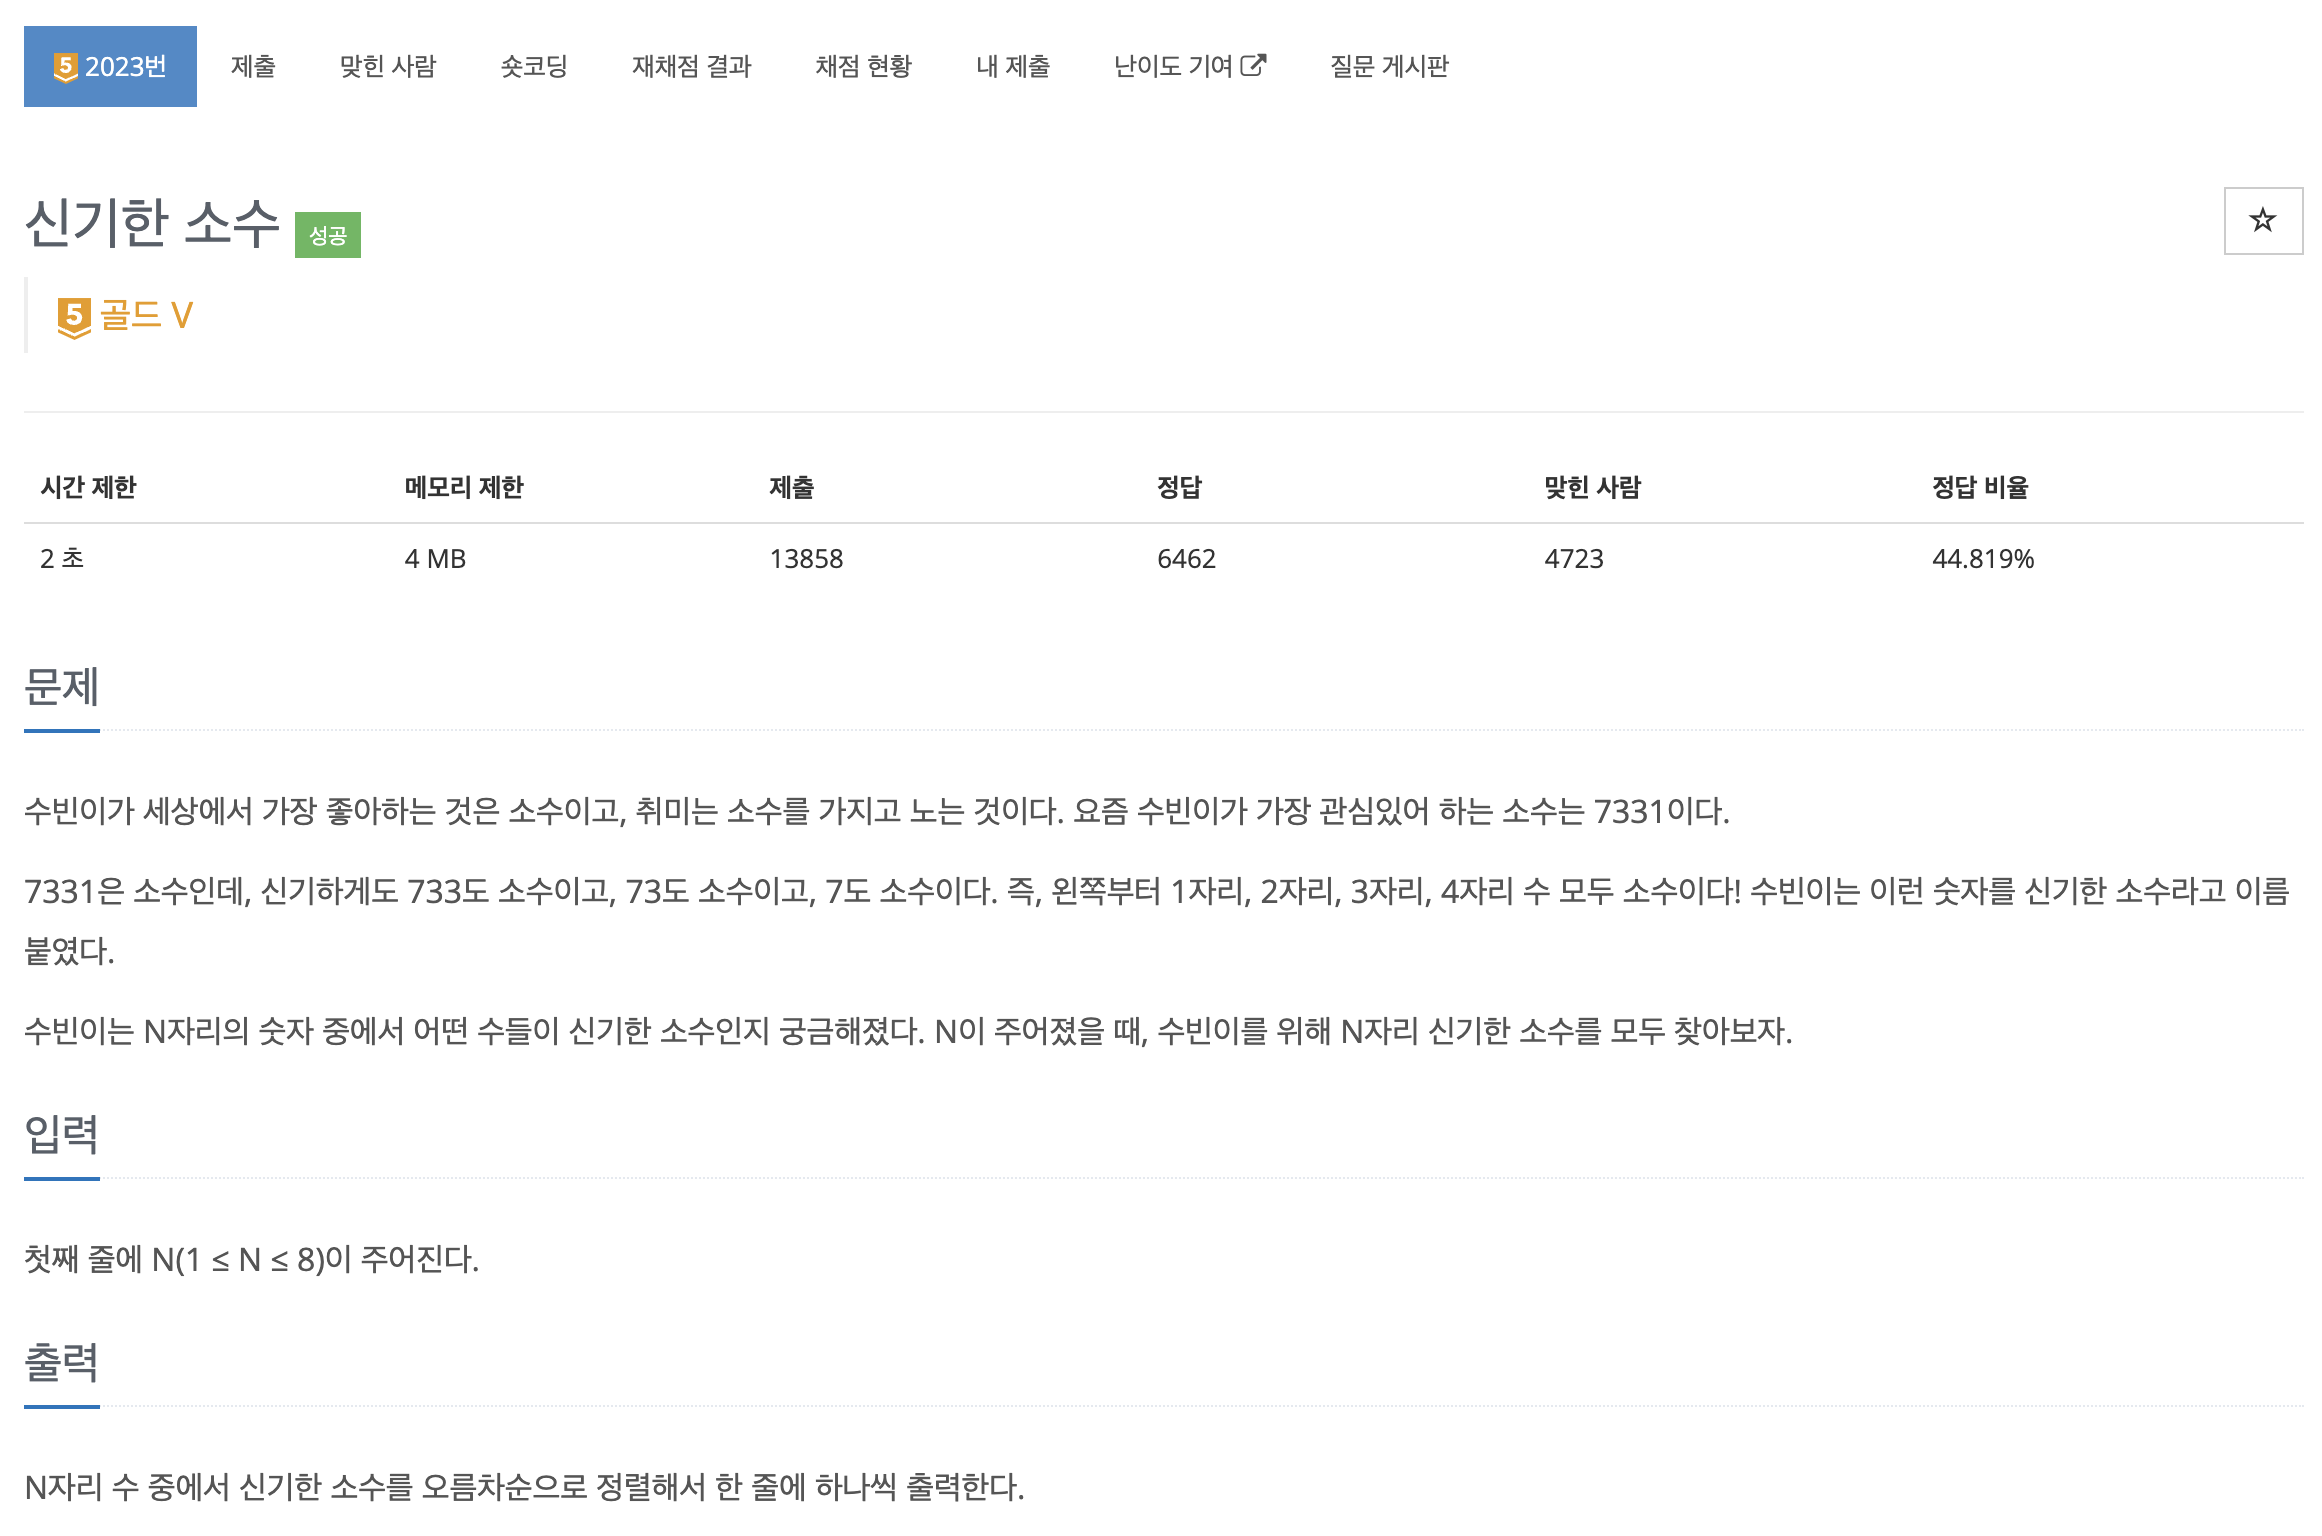 5 2023번 제출 맞힌 사람 숏코딩 재채점 결과 채점 현황 내 제출 난이도 기여 질문 게시판
신기한 소수 성공
5 골드 V
시간 제한 메모리 제한 제출 정답 맞힌 사람 정답 비율
2 초 4 MB 13858 6462 4723 44.819%
문제
수빈이가 세상에서 가장 좋아하는 것은 소수이고, 취미는 소수를 가지고 노는 것이다. 요즘 수빈이가 가장 관심있어 하는 소수는 7331이다.
7331은 소수인데, 신기하게도 733도 소수이고, 73도 소수이고, 7도 소수이다. 즉, 왼쪽부터 1자리, 2자리, 3자리, 4자리 수 모두 소수이다! 수빈이는 이런 숫자를 신기한 소수라고 이름
붙였다.
수빈이는 N자리의 숫자 중에서 어떤 수들이 신기한 소수인지 궁금해졌다. N이 주어졌을 때, 수빈이를 위해 N자리 신기한 소수를 모두 찾아보자.
입력
첫째 줄에 N(1 ≤ N ≤ 8)이 주어진다.
출력
N자리 수 중에서 신기한 소수를 오름차순으로 정렬해서 한 줄에 하나씩 출력한다.